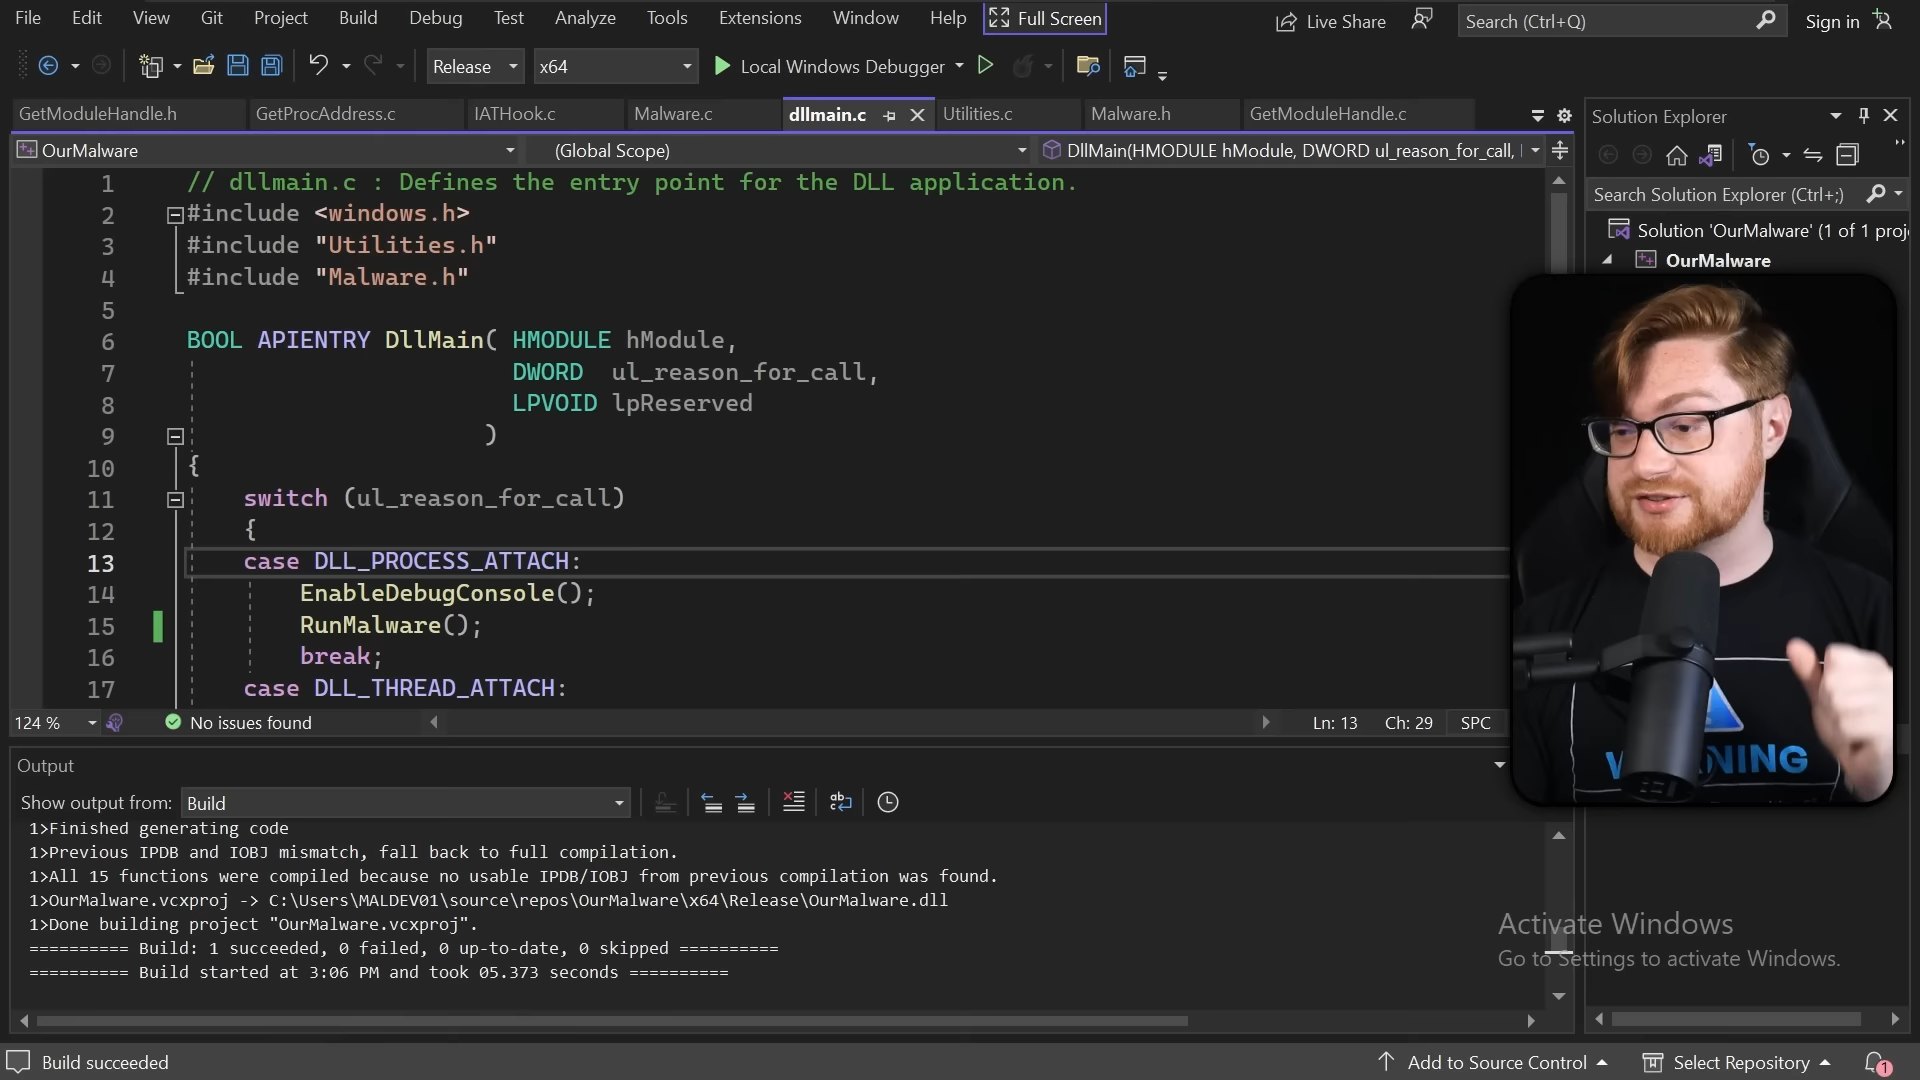 File Edit View Git Project Build Debug Test Analyze Tools Extensions Window Help Full Screen Live Share Search (Ctrl+Q) Sign in
Release x64 Local Windows Debugger
GetModuleHandle.h GetProcAddress.c IATHook.c Malware.c dllmain.c Utilities.c Malware.h GetModuleHandle.c
Solution Explorer
OurMalware (Global Scope) DllMain(HMODULE hModule, DWORD ul_reason_for_call,
Search Solution Explorer (Ctrl+;)
Solution 'OurMalware' (1 of 1 proj
OurMalware
1 // dllmain.c : Defines the entry point for the DLL application.
2 #include <windows.h>
3 #include "Utilities.h"
4 #include "Malware.h"
5
6 BOOL APIENTRY DllMain( HMODULE hModule,
7 DWORD ul_reason_for_call,
8 LPVOID lpReserved
9 )
10 {
11 switch (ul_reason_for_call)
12 {
13 case DLL_PROCESS_ATTACH:
14 EnableDebugConsole();
15 RunMalware();
16 break;
17 case DLL_THREAD_ATTACH:
124 % No issues found Ln: 13 Ch: 29 SPC
Output
Show output from: Build
1>Finished generating code
1>Previous IPDB and IOBJ mismatch, fall back to full compilation.
1>All 15 functions were compiled because no usable IPDB/IOBJ from previous compilation was found.
1>OurMalware.vcxproj -> C:\Users\MALDEV01\source\repos\OurMalware\x64\Release\OurMalware.dll
1>Done building project "OurMalware.vcxproj".
========== Build: 1 succeeded, 0 failed, 0 up-to-date, 0 skipped ==========
========== Build started at 3:06 PM and took 05.373 seconds ==========
Activate Windows
Go to Settings to activate Windows.
Build succeeded Add to Source Control Select Repository 1